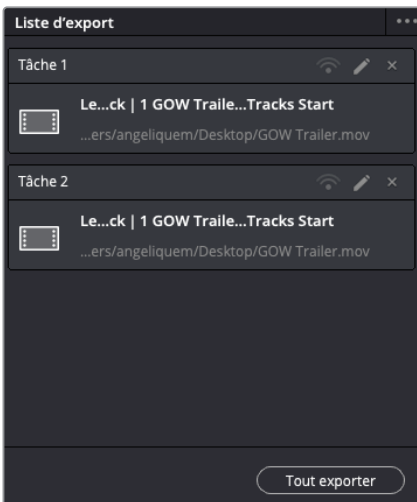 Liste d’export
Tâche 1
Le...ck | 1 GOW Traile...Tracks Start
...ers/angeliquem/Desktop/GOW Trailer.mov
Tâche 2
Le...ck | 1 GOW Traile...Tracks Start
...ers/angeliquem/Desktop/GOW Trailer.mov
Tout exporter